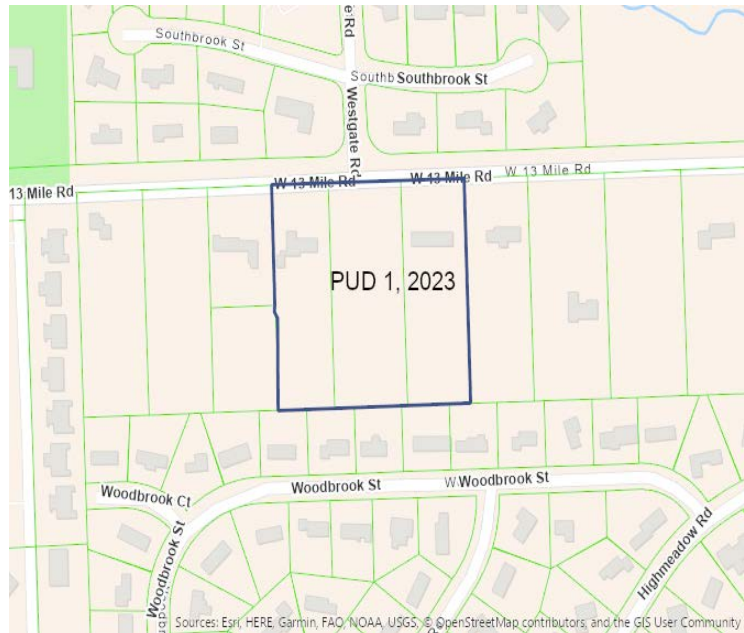 Southbrook St
Southb Southbrook St
Westgate Rd
W 13 Mile Rd
W 13 Mile Rd
W 13 Mile Rd
13 Mile Rd
PUD 1, 2023
Woodbrook Ct
Woodbrook St
W Woodbrook St
Woodbrook St
Highmeadow Rd
Sources: Esri, HERE, Garmin, FAO, NOAA, USGS, © OpenStreetMap contributors, and the GIS User Community